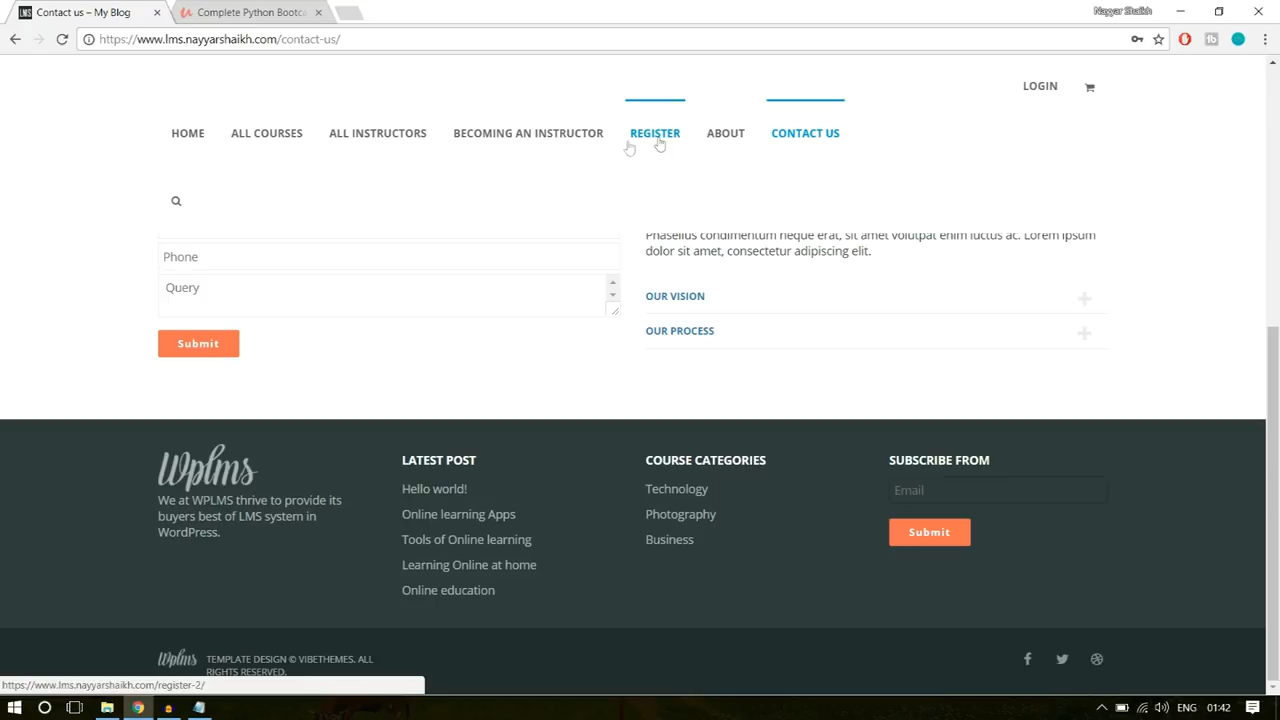 Contact us – My Blog
Complete Python Bootca
Nayyar Shaikh
https://www.lms.nayyarshaikh.com/contact-us/
LOGIN
HOME ALL COURSES ALL INSTRUCTORS BECOMING AN INSTRUCTOR REGISTER ABOUT CONTACT US
Phasellus condimentum neque erat, sit amet volutpat enim luctus ac. Lorem ipsum
dolor sit amet, consectetur adipiscing elit.
Phone
Query
Submit
OUR VISION
OUR PROCESS
Wplms
We at WPLMS thrive to provide its
buyers best of LMS system in
WordPress.
LATEST POST
Hello world!
Online learning Apps
Tools of Online learning
Learning Online at home
Online education
COURSE CATEGORIES
Technology
Photography
Business
SUBSCRIBE FROM
Email
Submit
Wplms
TEMPLATE DESIGN © VIBETHEMES. ALL
RIGHTS RESERVED.
https://www.lms.nayyarshaikh.com/register-2/
ENG 01:42